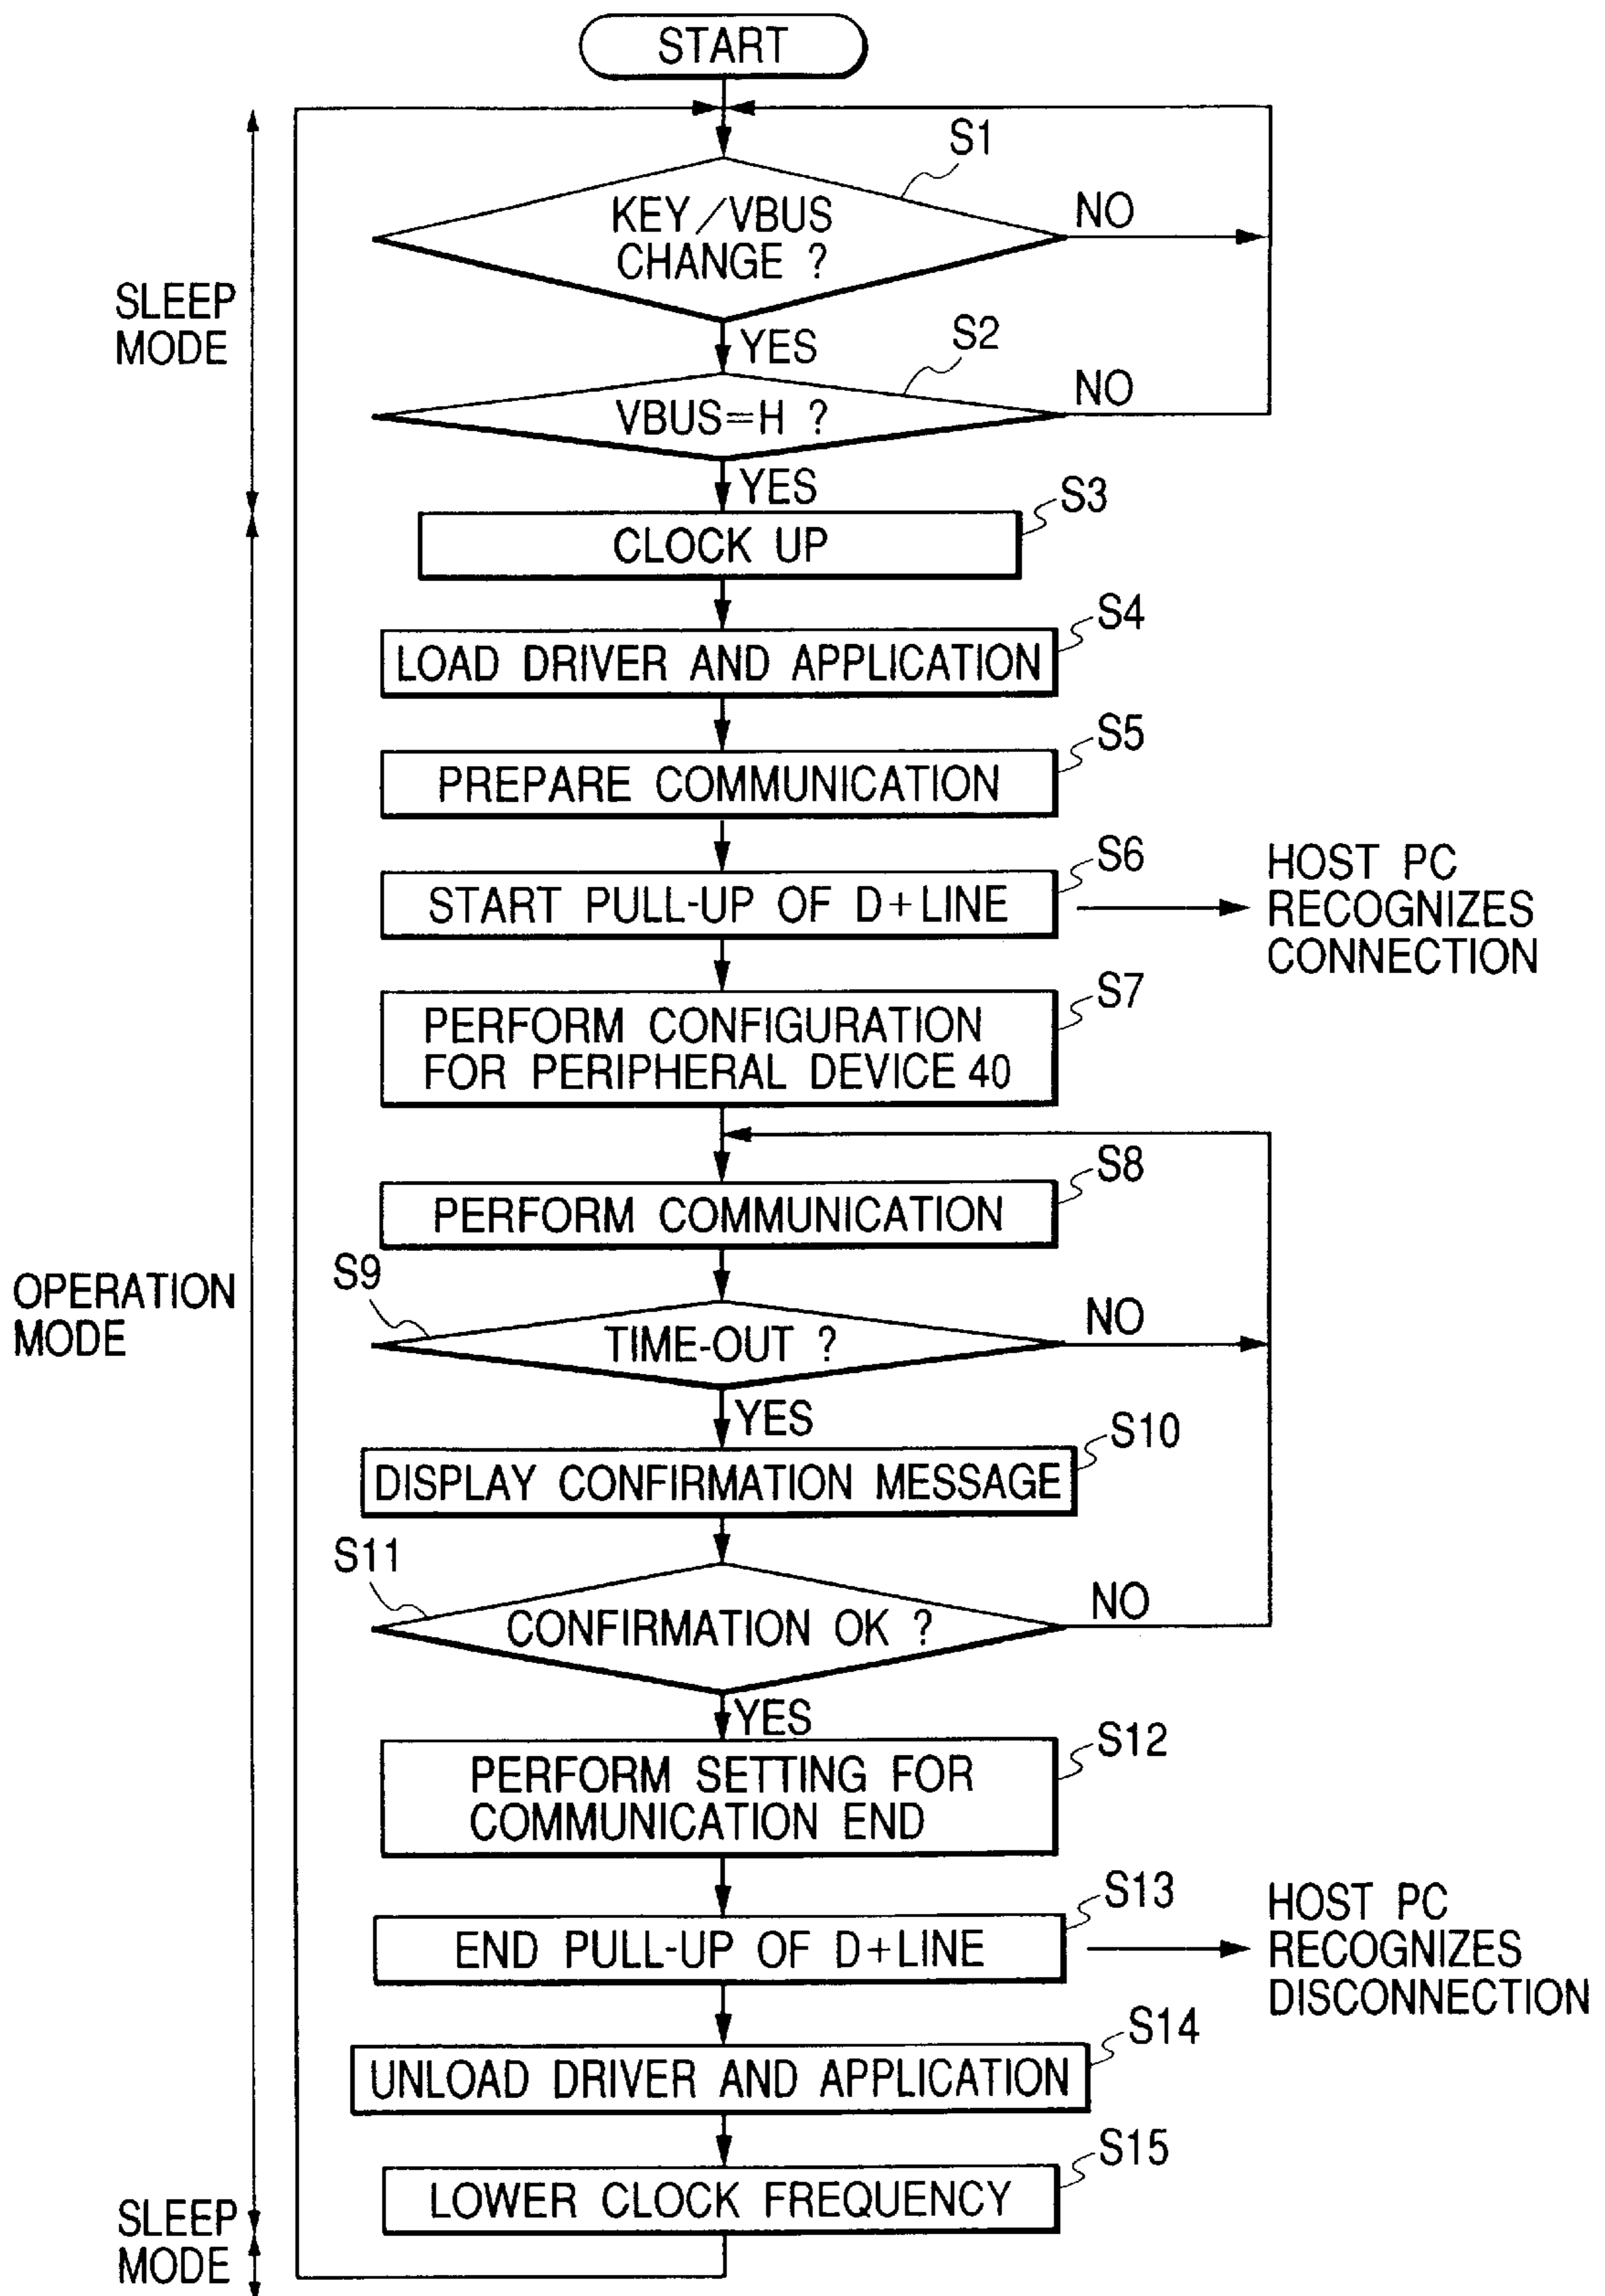 START
S1
KEY/VBUS
CHANGE ?
NO
SLEEP
MODE
YES
S2
VBUS=H ?
NO
YES
S3
CLOCK UP
S4
LOAD DRIVER AND APPLICATION
S5
PREPARE COMMUNICATION
S6
START PULL-UP OF D+LINE
HOST PC
RECOGNIZES
CONNECTION
S7
PERFORM CONFIGURATION
FOR PERIPHERAL DEVICE 40
S8
PERFORM COMMUNICATION
OPERATION
MODE
S9
TIME-OUT ?
NO
YES
S10
DISPLAY CONFIRMATION MESSAGE
S11
CONFIRMATION OK ?
NO
YES
S12
PERFORM SETTING FOR
COMMUNICATION END
S13
END PULL-UP OF D+LINE
HOST PC
RECOGNIZES
DISCONNECTION
S14
UNLOAD DRIVER AND APPLICATION
S15
LOWER CLOCK FREQUENCY
SLEEP
MODE